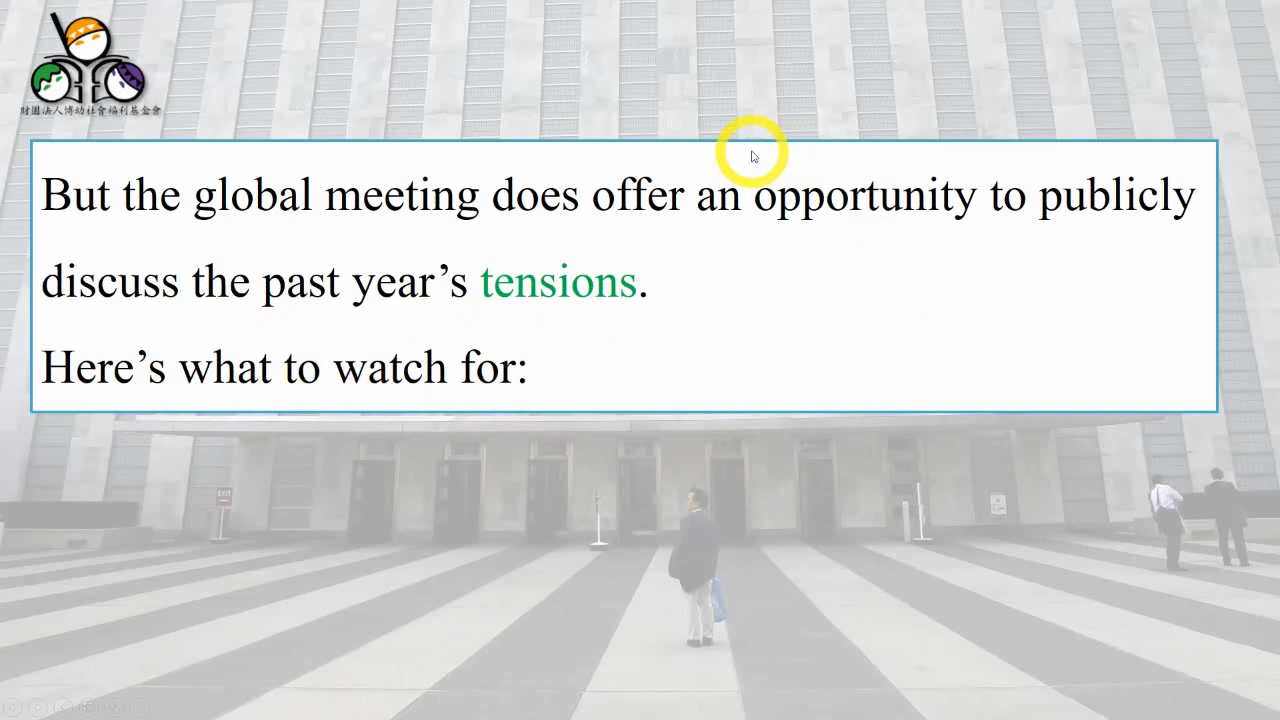 財團法人博幼社會福利基金會
But the global meeting does offer an opportunity to publicly
discuss the past year’s tensions.
Here’s what to watch for:
EXIT